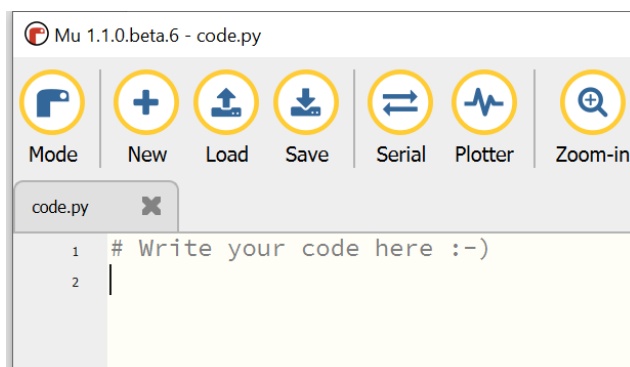 Mu 1.1.0.beta.6 - code.py
Mode New Load Save Serial Plotter Zoom-in
code.py
1 # Write your code here :-)
2